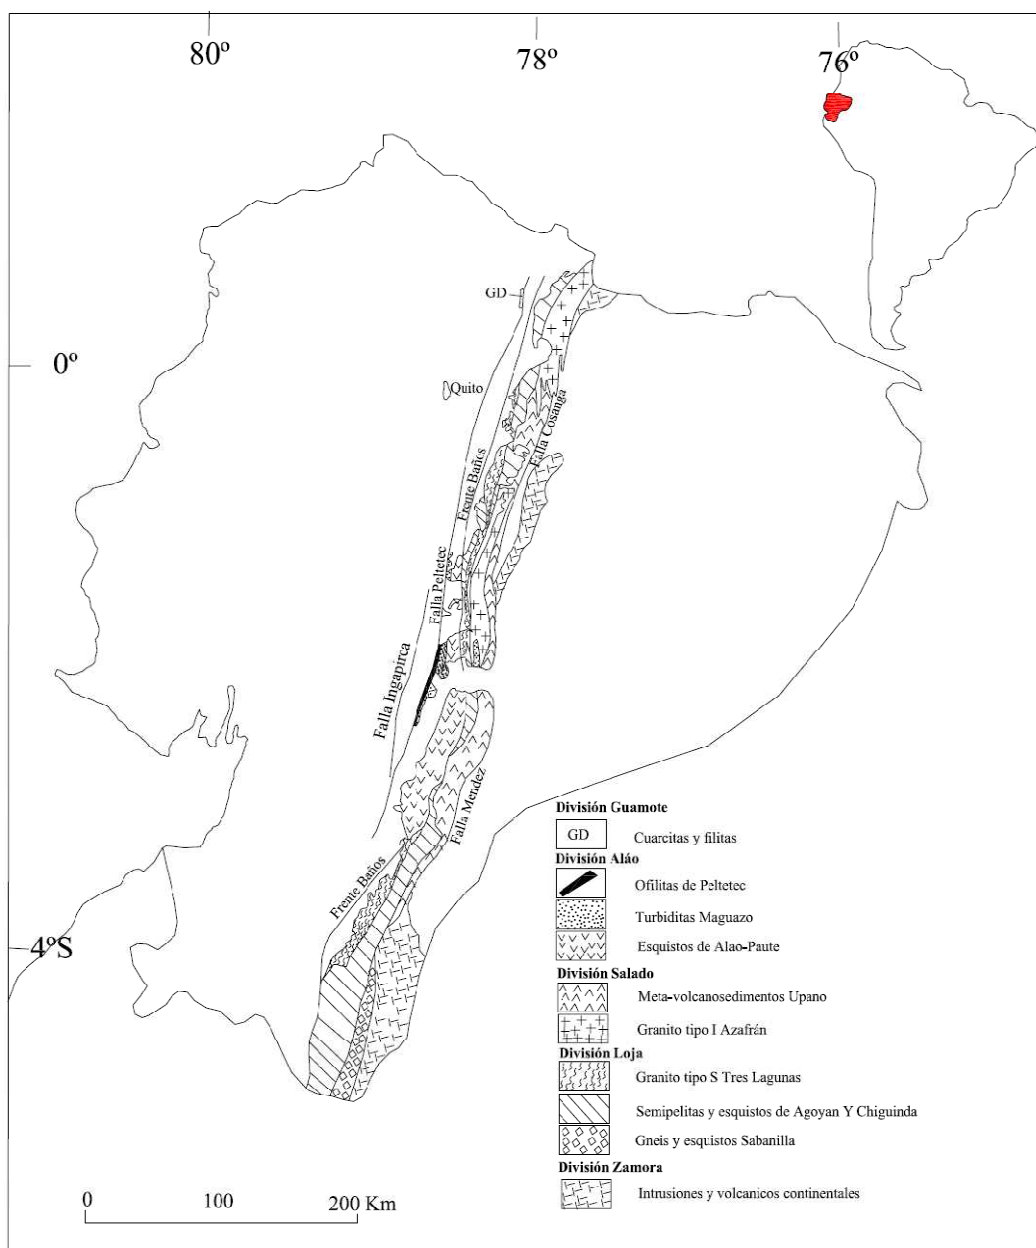 80º
78º
76º
GD
0º
Quito
Falla Cosanga
Frente Baños
Falla Peltetec
Falla Ingapirca
Falla Mendez
Frente Baños
4ºS
División Guamote
GD Cuarcitas y filitas
División Aláo
Ofilitas de Peltetec
Turbiditas Maguazo
Esquistos de Alao-Paute
División Salado
Meta-volcanosedimentos Upano
Granito tipo I Azafrán
División Loja
Granito tipo S Tres Lagunas
Semipelitas y esquistos de Agoyan Y Chiguinda
Gneis y esquistos Sabanilla
División Zamora
Intrusiones y volcanicos continentales
0 100 200 Km